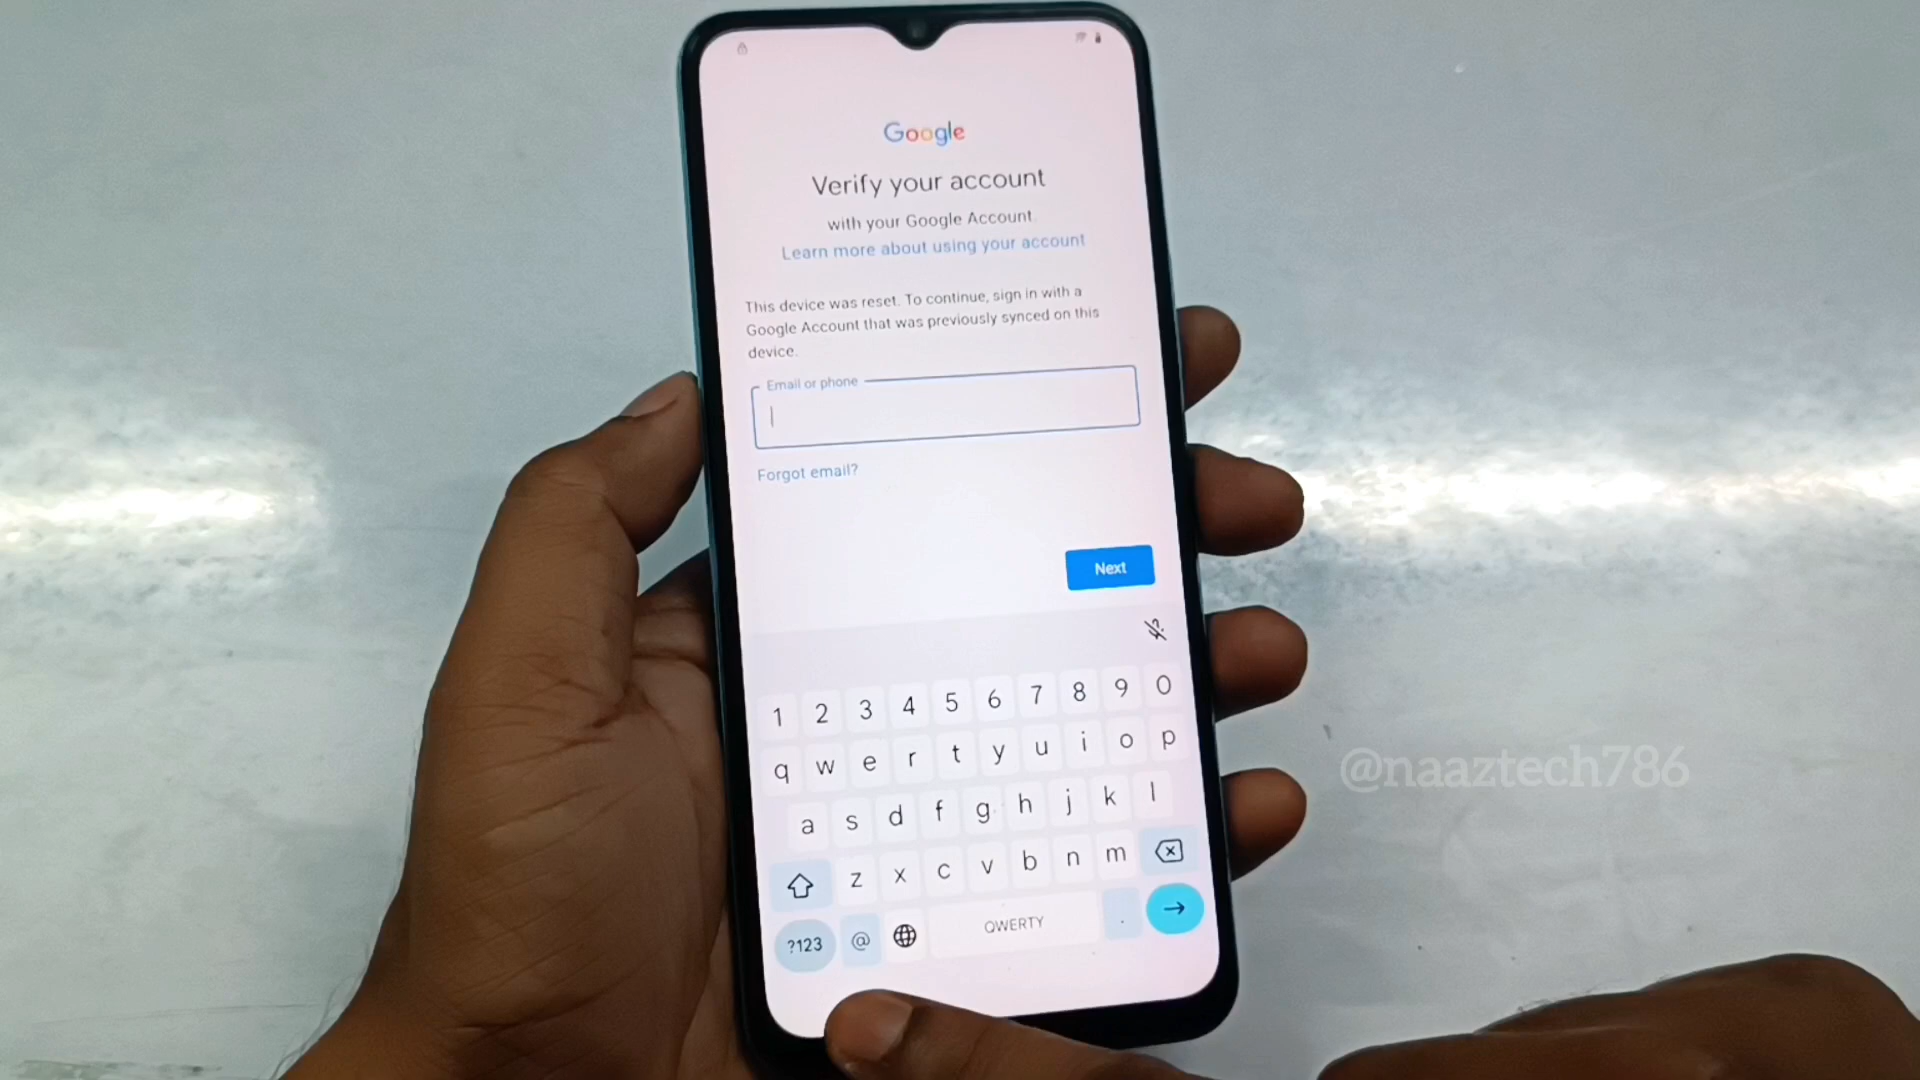 Google
Verify your account
with your Google Account.
Learn more about using your account
This device was reset. To continue, sign in with a
Google Account that was previously synced on this
device.
Email or phone
Forgot email?
Next
1 2 3 4 5 6 7 8 9 0
q w e r t y u i o p
a s d f g h j k l
z x c v b n m
?123 @ QWERTY .
@naaztech786